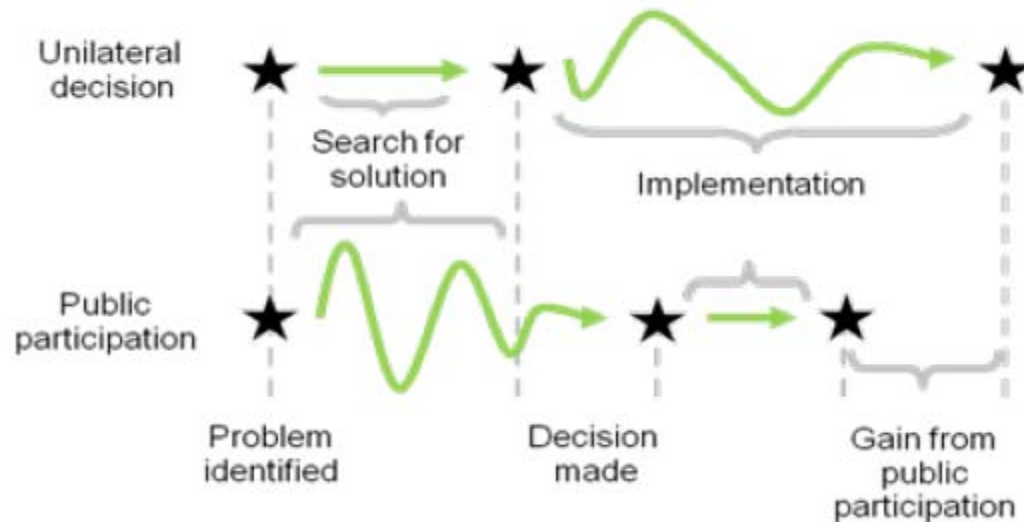 Unilateral
decision
Search for
solution
Implementation
Public
participation
Problem
identified
Decision
made
Gain from
public
participation